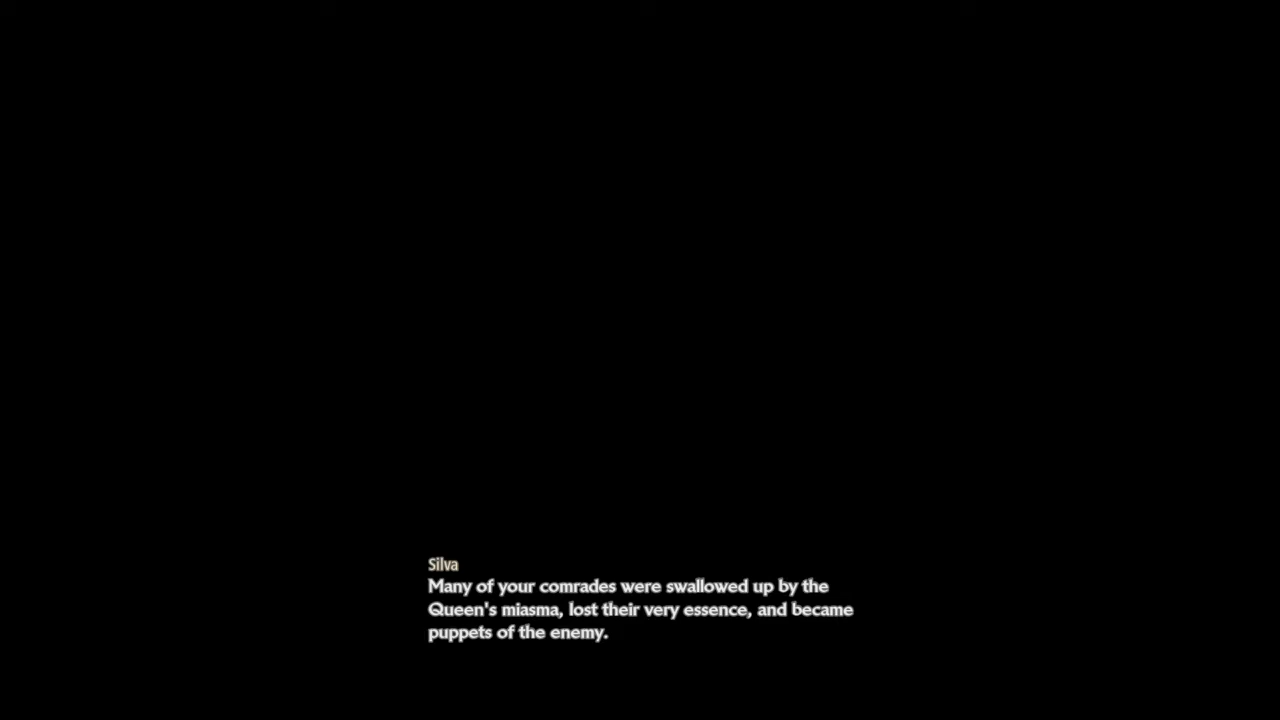 Silva
Many of your comrades were swallowed up by the
Queen's miasma, lost their very essence, and became
puppets of the enemy.